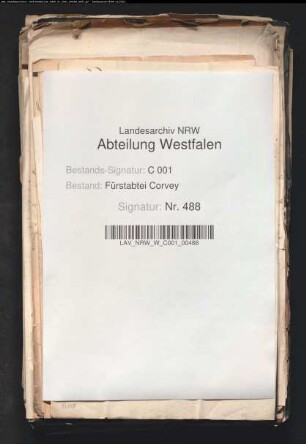 Landesarchiv NRW
Abteilung Westfalen
Bestands-Signatur: C 001
Bestand: Fürstabtei Corvey
Signatur: Nr. 488
LAV_NRW_W_C001_00488